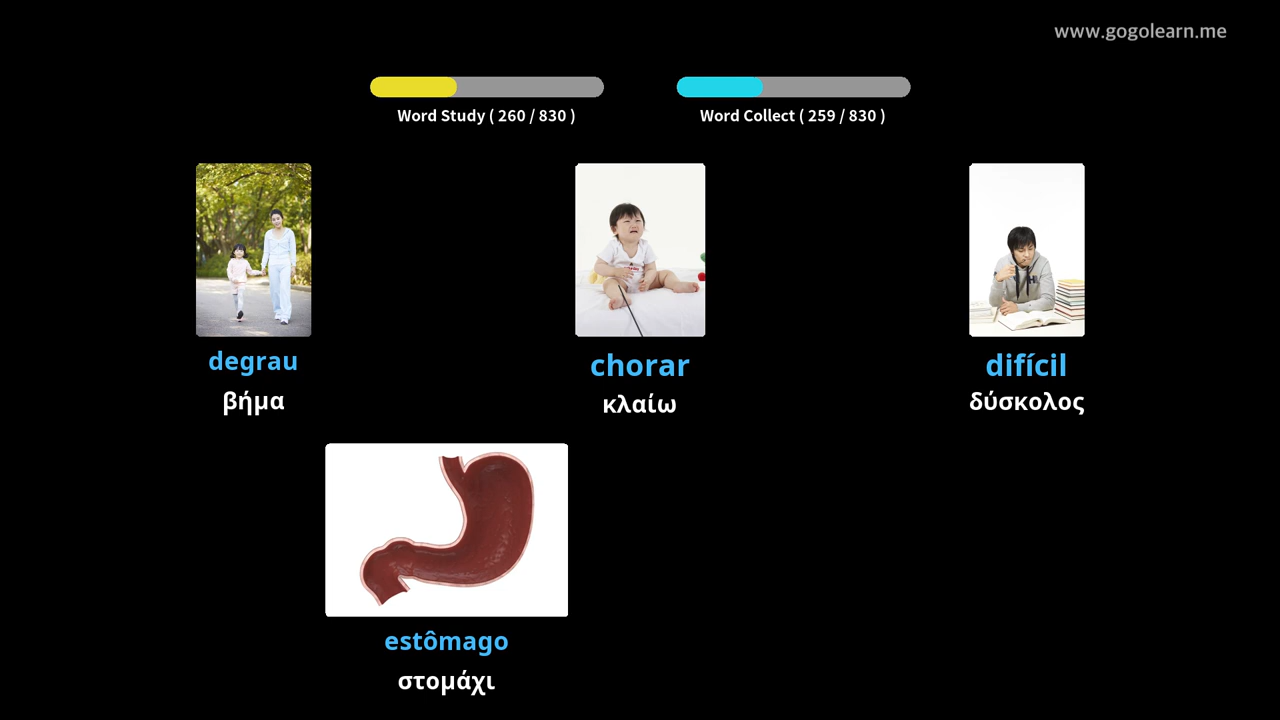 www.gogolearn.me
Word Study ( 260 / 830 )
Word Collect ( 259 / 830 )
degrau
βήμα
chorar
κλαίω
difícil
δύσκολος
estômago
στομάχι